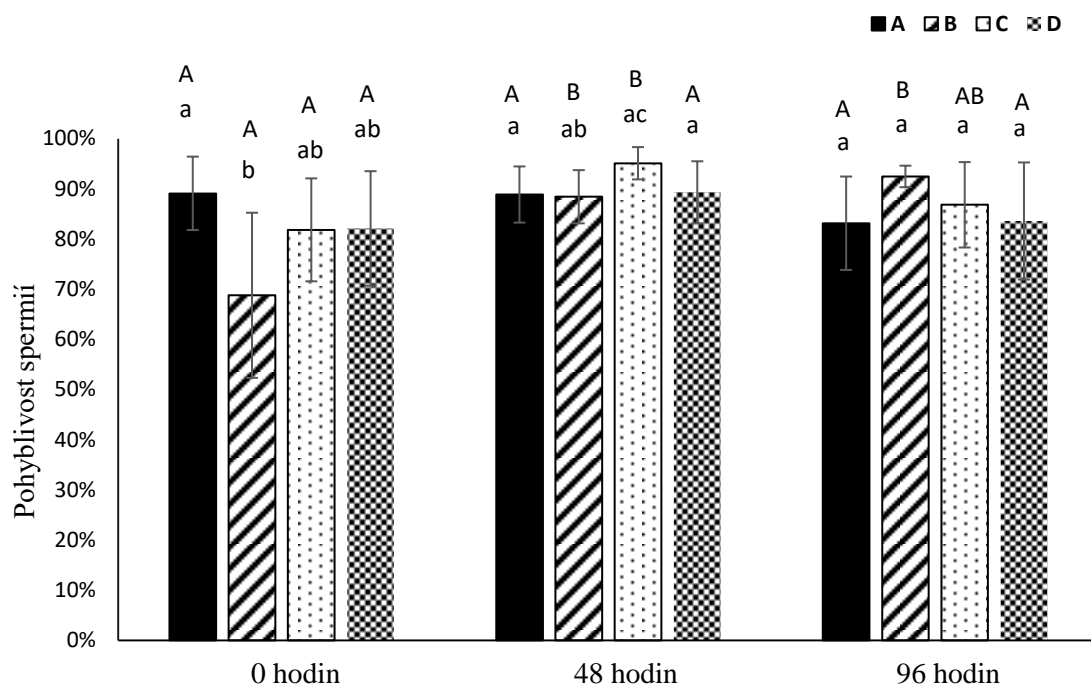 A B C D
A A A A A B B A A B AB A
a b ab ab a ab ac a a a a a
100%
90%
80%
70%
60%
50%
40%
30%
20%
10%
0%
Pohyblivost spermií
0 hodin 48 hodin 96 hodin